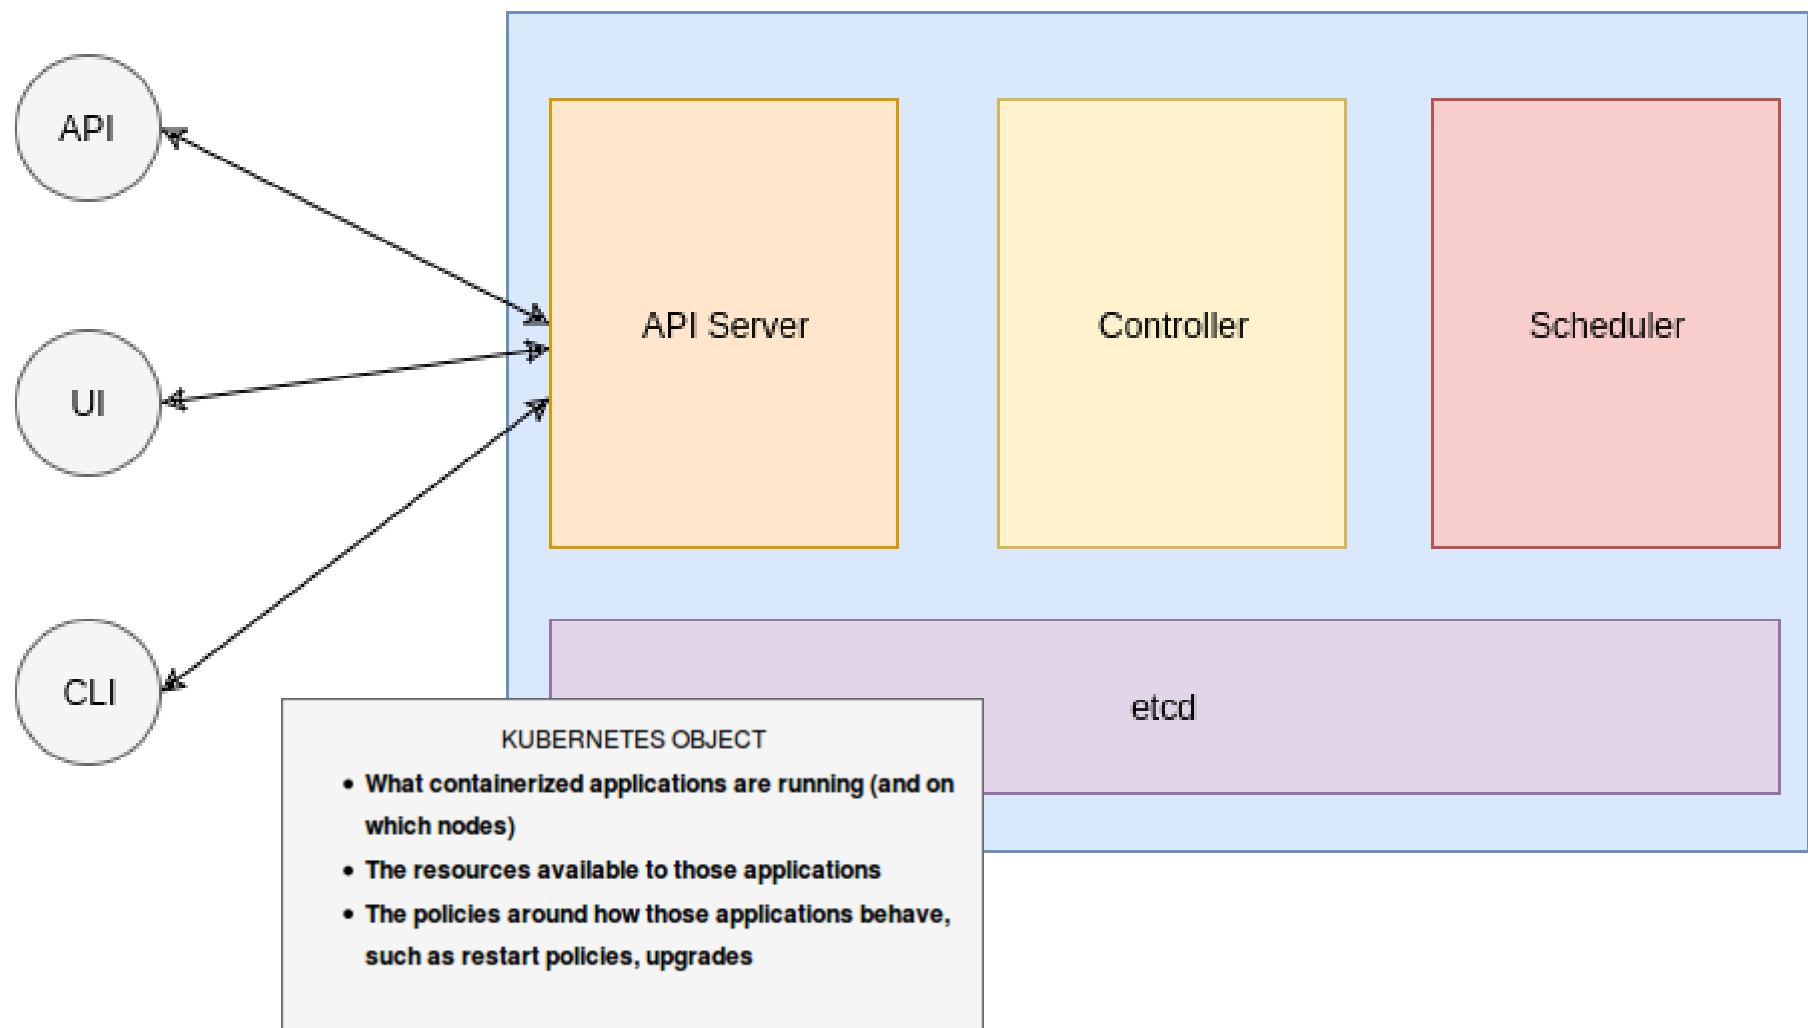 API
UI
CLI
API Server
Controller
Scheduler
etcd
KUBERNETES OBJECT
• What containerized applications are running (and on
which nodes)
• The resources available to those applications
• The policies around how those applications behave,
such as restart policies, upgrades